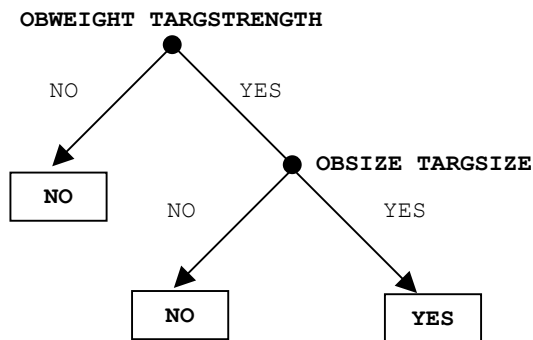 OBWEIGHT TARGSTRENGTH
NO YES
NO
OBSIZE TARGSIZE
NO YES
NO
YES